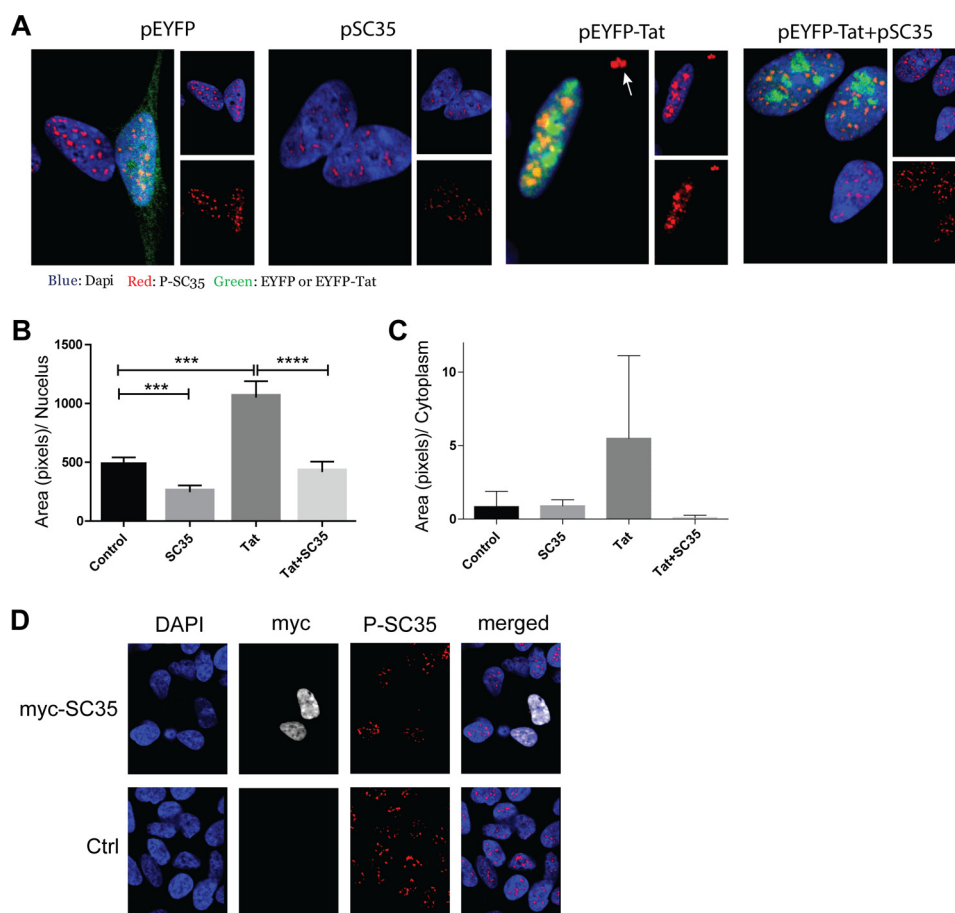 A
pEYFP pSC35 pEYFP-Tat pEYFP-Tat+pSC35
Blue: Dapi Red: P-SC35 Green: EYFP or EYFP-Tat
B
Area (pixels)/ Nucelus
1500
1000
500
0
***
****
***
Control SC35 Tat Tat+SC35
C
Area (pixels)/ Cytoplasm
10
5
0
Control SC35 Tat Tat+SC35
D
DAPI myc P-SC35 merged
myc-SC35
Ctrl